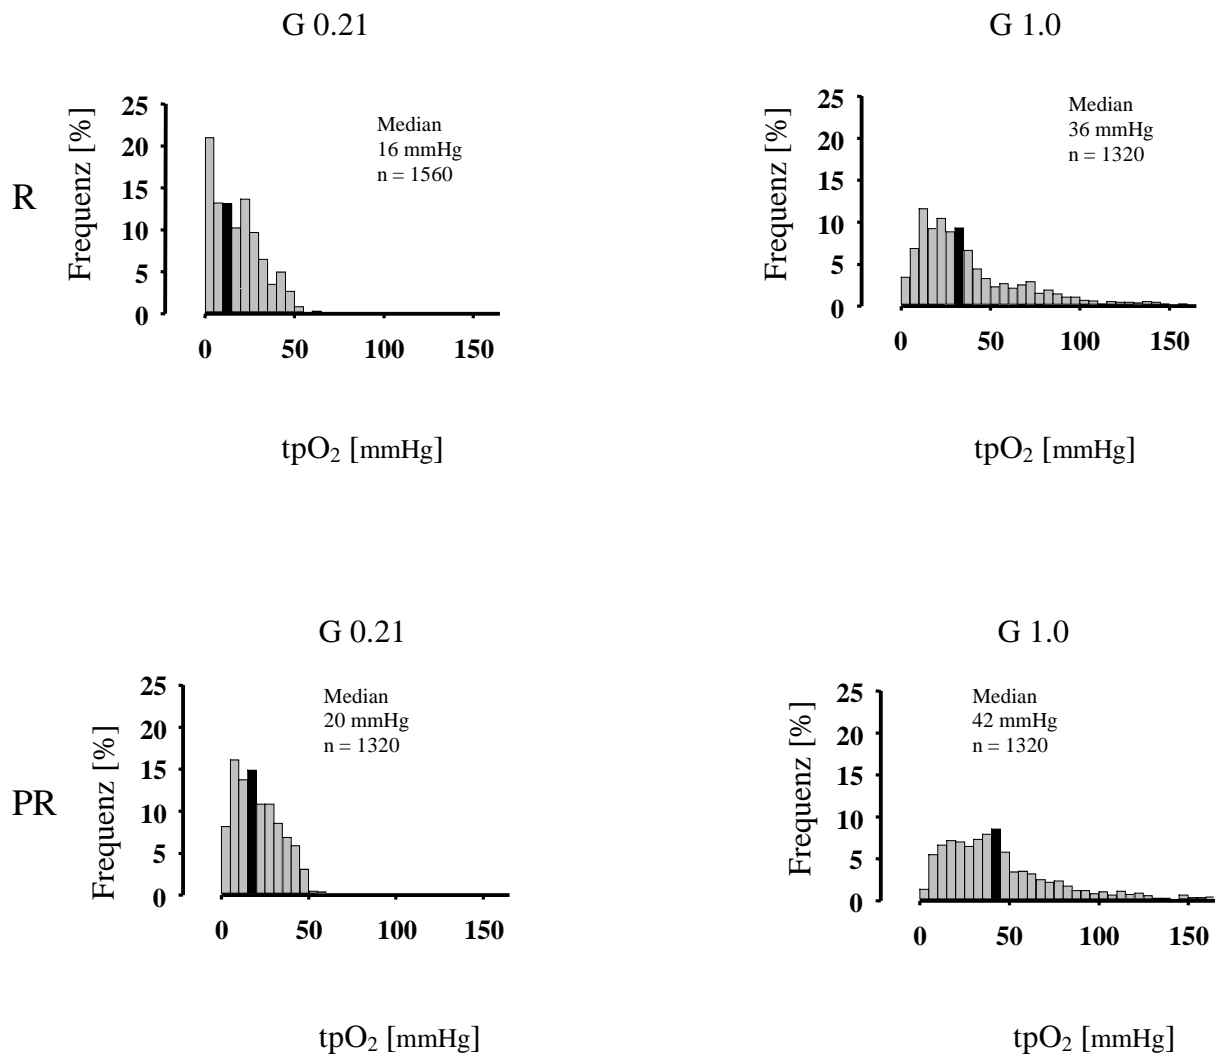 G 0.21
G 1.0
R
Frequenz [%]
25
20
15
10
5
0
Median
16 mmHg
n = 1560
0 50 100 150
tpO₂ [mmHg]
Frequenz [%]
25
20
15
10
5
0
Median
36 mmHg
n = 1320
0 50 100 150
tpO₂ [mmHg]
G 0.21
G 1.0
PR
Frequenz [%]
25
20
15
10
5
0
Median
20 mmHg
n = 1320
0 50 100 150
tpO₂ [mmHg]
Frequenz [%]
25
20
15
10
5
0
Median
42 mmHg
n = 1320
0 50 100 150
tpO₂ [mmHg]